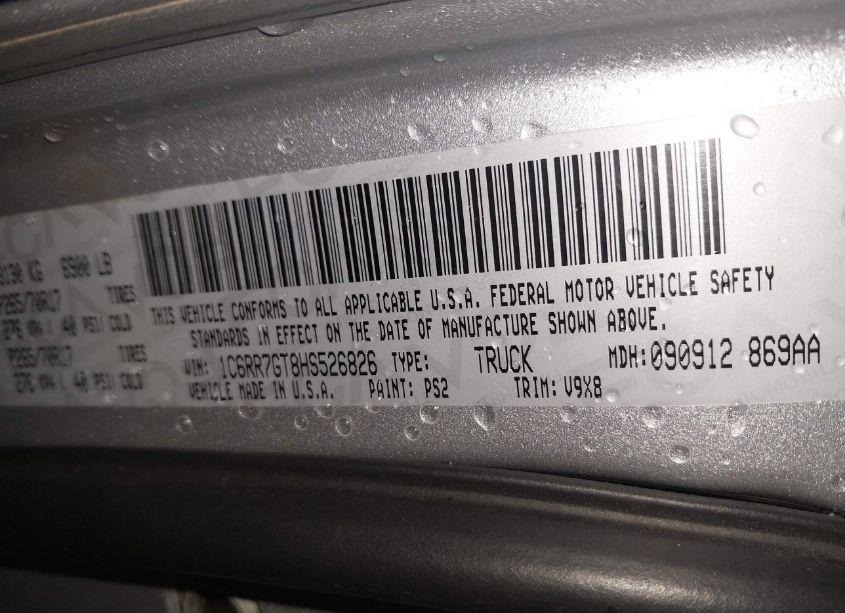 3130 KG 6900 LB
P265/70R17 TIRES
276 KPA ( 40 PSI) COLD
P265/70R17 TIRES
276 KPA ( 40 PSI) COLD
THIS VEHICLE CONFORMS TO ALL APPLICABLE U.S.A. FEDERAL MOTOR VEHICLE SAFETY
STANDARDS IN EFFECT ON THE DATE OF MANUFACTURE SHOWN ABOVE.
VIN: 1C6RR7GT8HS526826 TYPE: TRUCK MDH: 090912 869AA
VEHICLE MADE IN U.S.A. PAINT: PS2 TRIM: V9X8